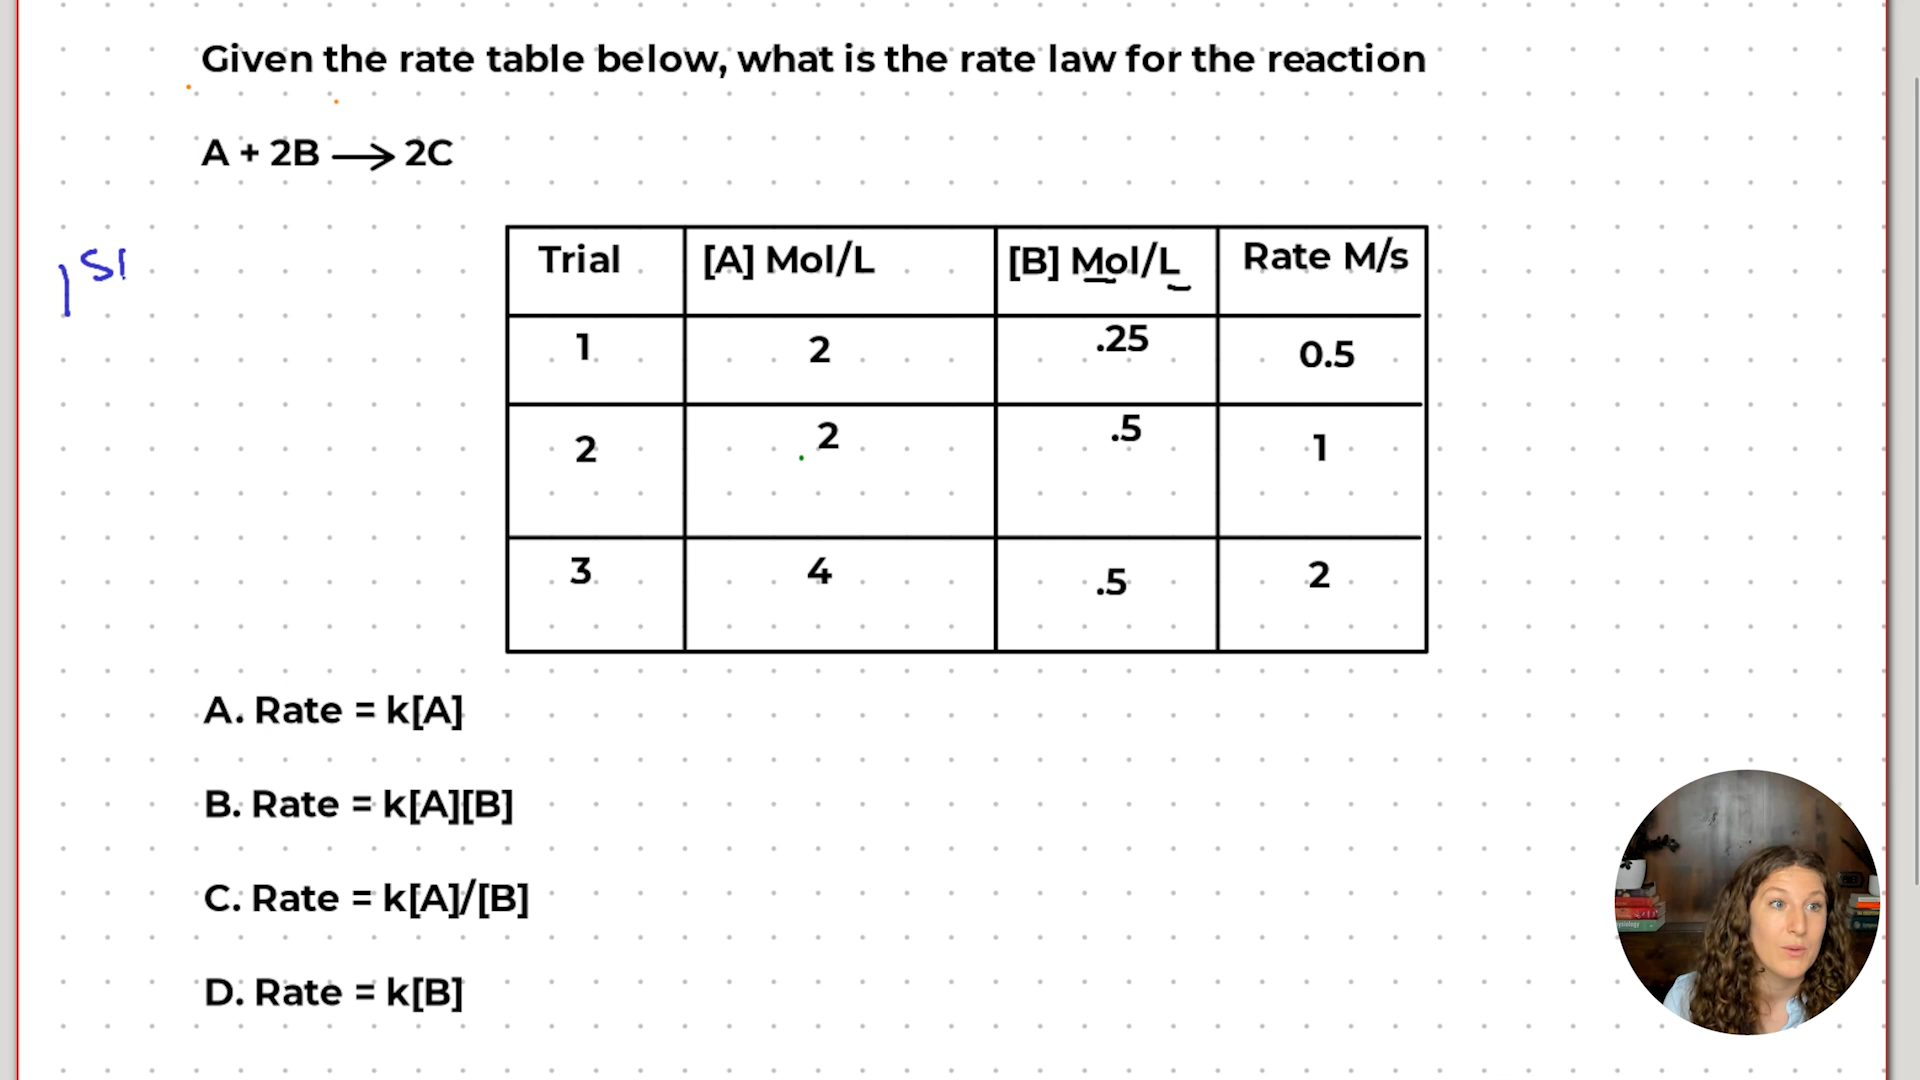 Given the rate table below, what is the rate law for the reaction
A + 2B → 2C
Trial [A] Mol/L [B] Mol/L Rate M/s
1 2 .25 0.5
2 2 .5 1
3 4 .5 2
A. Rate = k[A]
B. Rate = k[A][B]
C. Rate = k[A]/[B]
D. Rate = k[B]